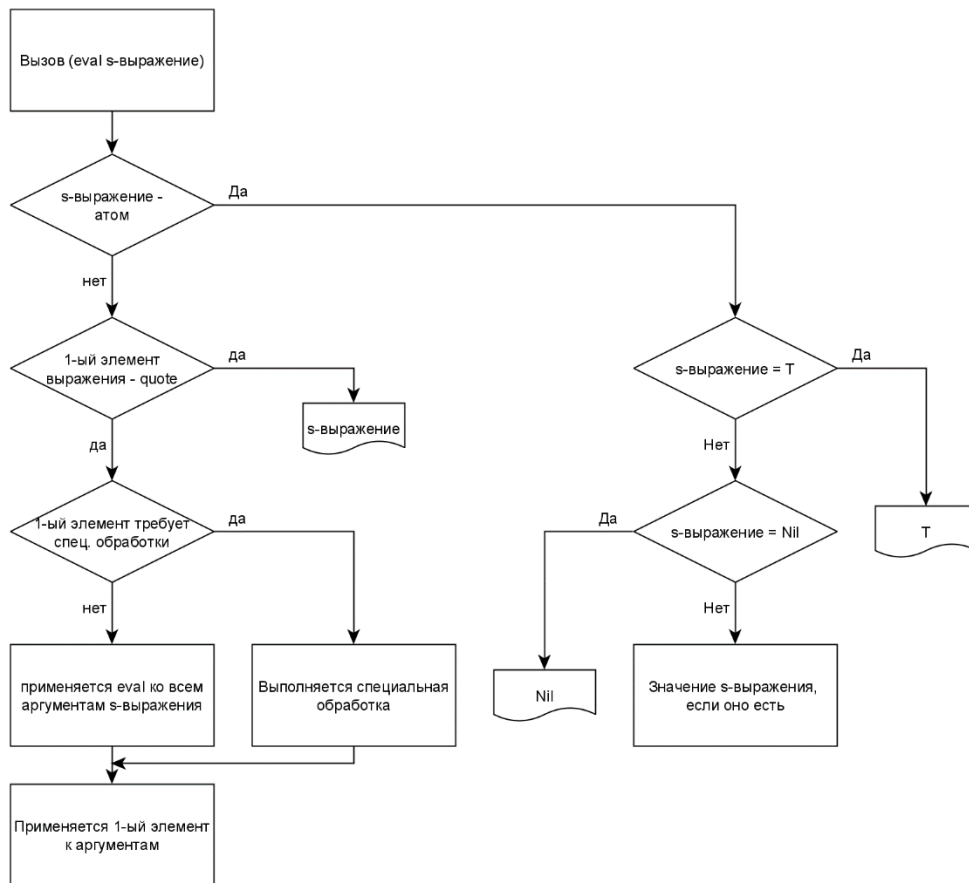 Вызов (eval s-выражение)
s-выражение -
атом
Да
нет
1-ый элемент
выражения - quote
да
s-выражение
да
s-выражение = T
Да
Нет
T
1-ый элемент требует
спец. обработки
да
нет
s-выражение = Nil
Да
Нет
применяется eval ко всем
аргументам s-выражения
Выполняется специальная
обработка
Nil
Значение s-выражения,
если оно есть
Применяется 1-ый элемент
к аргументам